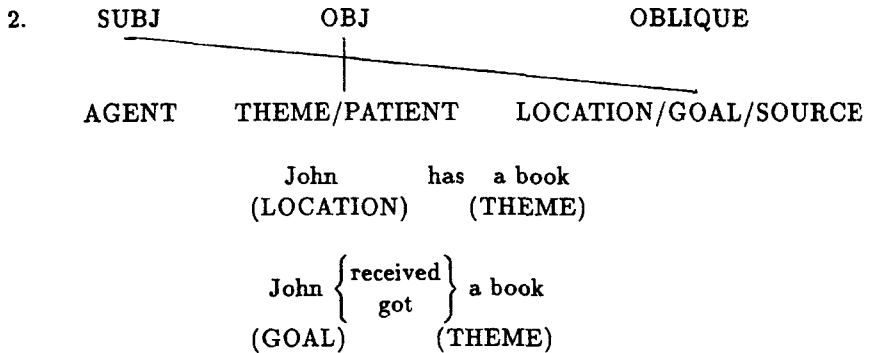 2. SUBJ OBJ OBLIQUE
AGENT THEME/PATIENT LOCATION/GOAL/SOURCE
John has a book
(LOCATION) (THEME)
John {received
got} a book
(GOAL) (THEME)